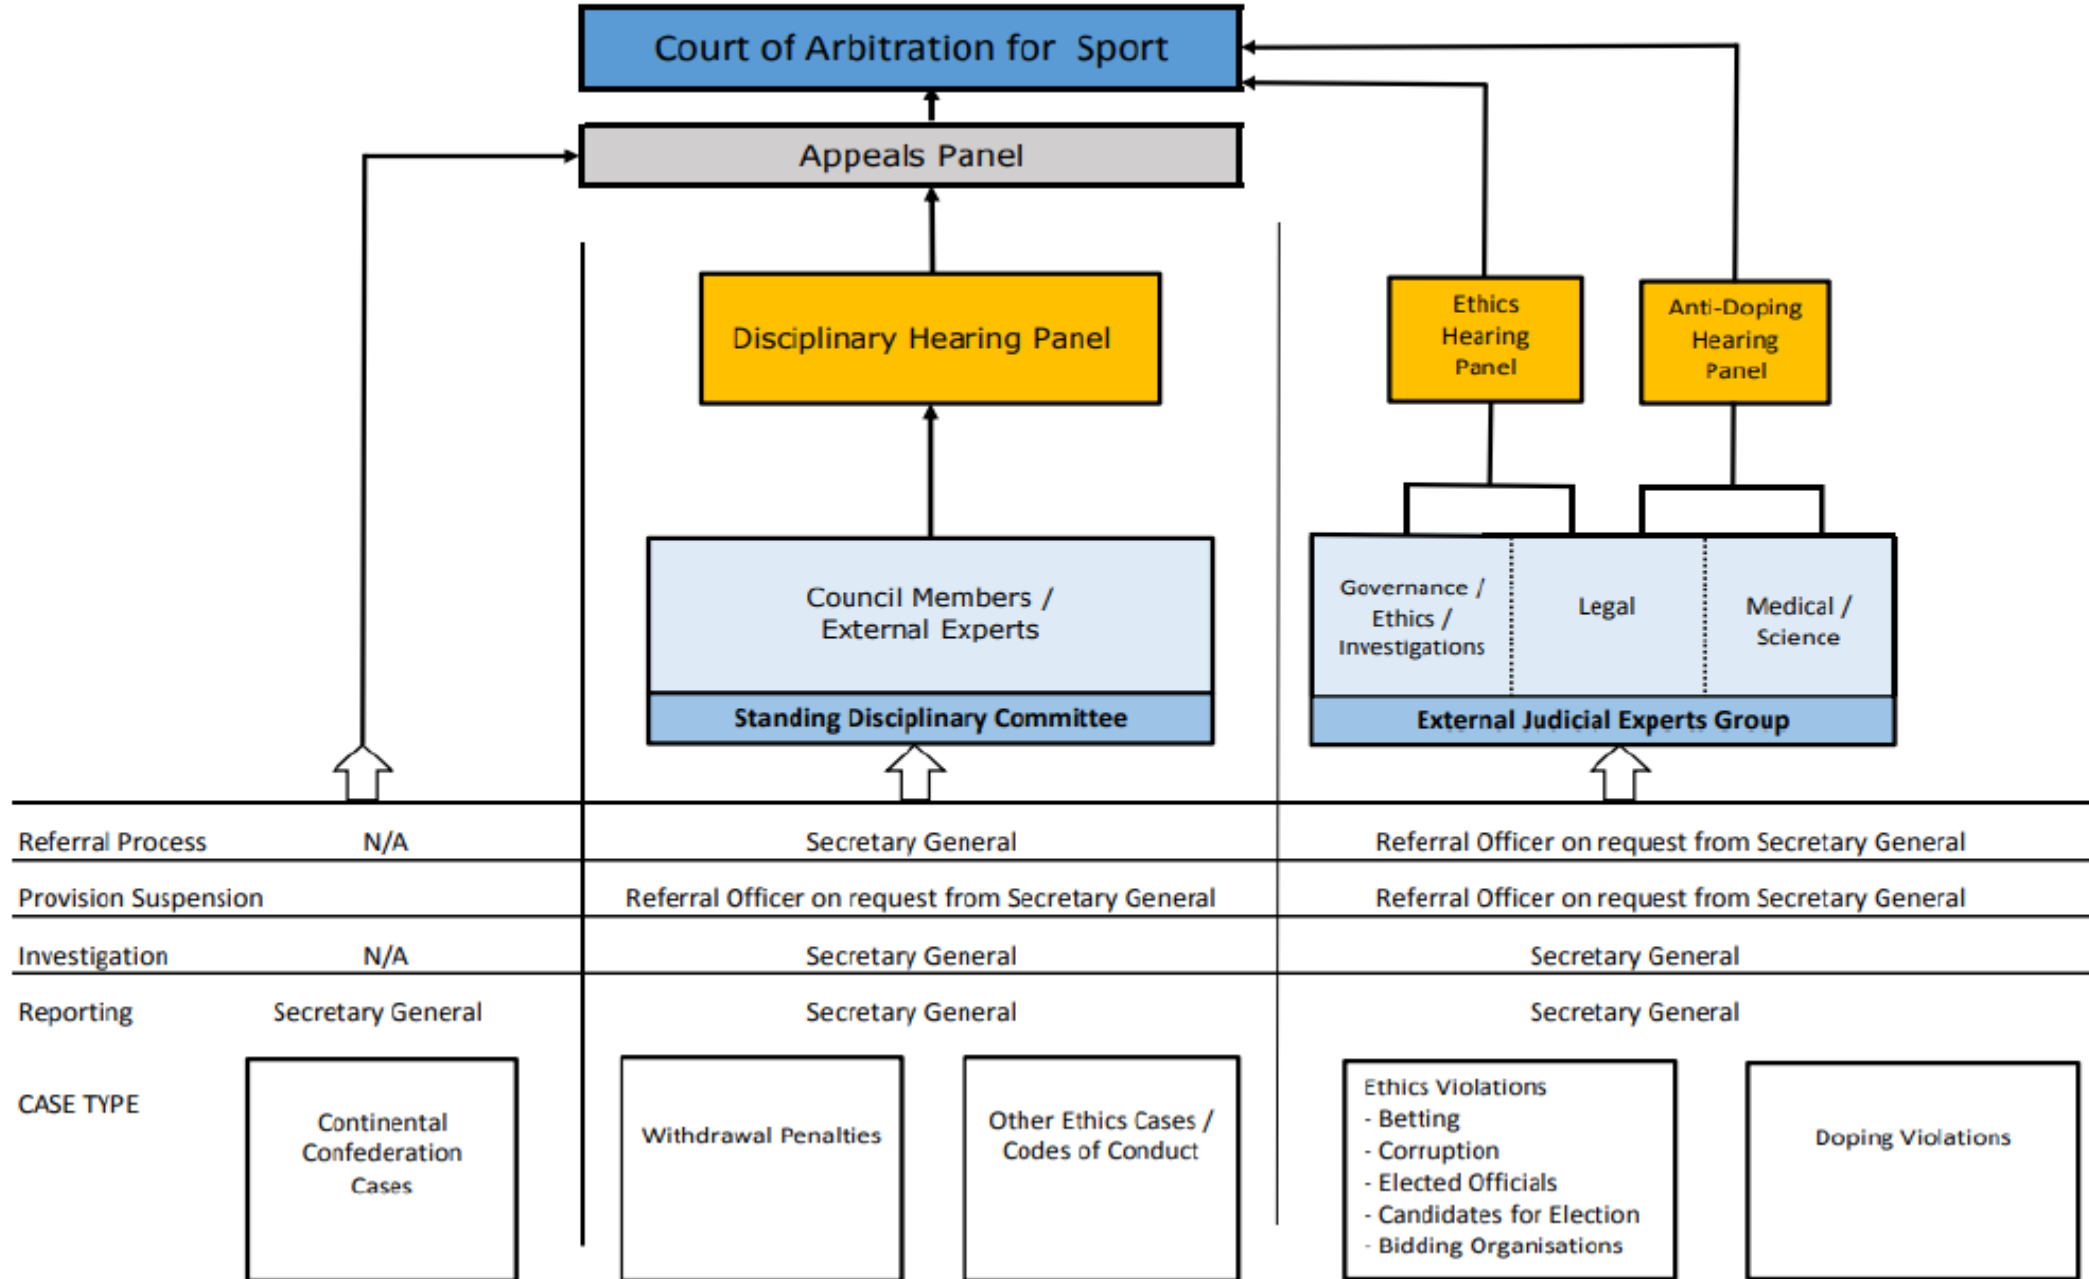 Court of Arbitration for Sport
Appeals Panel
Disciplinary Hearing Panel
Ethics
Hearing
Panel
Anti-Doping
Hearing
Panel
Council Members /
External Experts
Standing Disciplinary Committee
Governance /
Ethics /
Investigations
Legal
Medical /
Science
External Judicial Experts Group
Referral Process N/A Secretary General Referral Officer on request from Secretary General
Provision Suspension Referral Officer on request from Secretary General Referral Officer on request from Secretary General
Investigation N/A Secretary General Secretary General
Reporting Secretary General Secretary General Secretary General
CASE TYPE
Continental
Confederation
Cases
Withdrawal Penalties
Other Ethics Cases /
Codes of Conduct
Ethics Violations
- Betting
- Corruption
- Elected Officials
- Candidates for Election
- Bidding Organisations
Doping Violations